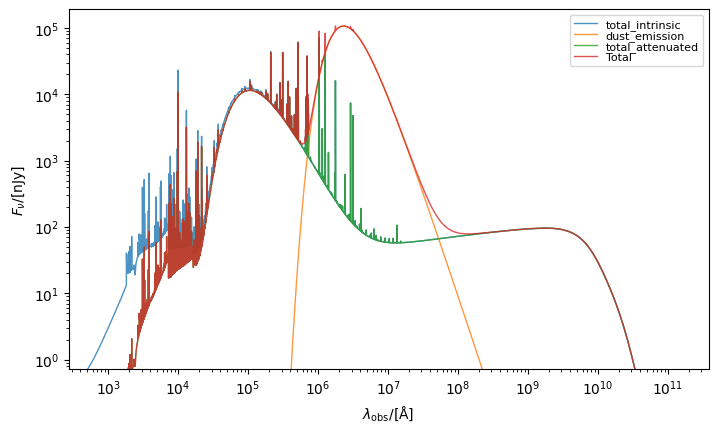 total_intrinsic
dust_emission
total_attenuated
Total
F_ν/[nJy]
10^5
10^4
10^3
10^2
10^1
10^0
10^3 10^4 10^5 10^6 10^7 10^8 10^9 10^10 10^11
λ_obs/[Å]